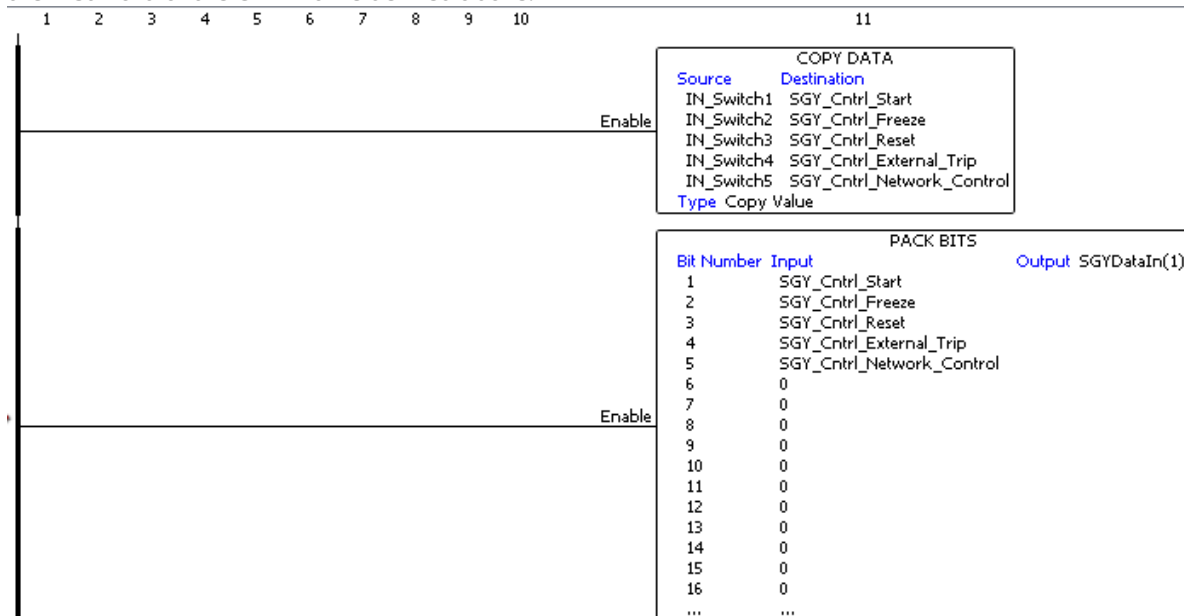 1 2 3 4 5 6 7 8 9 10 11
COPY DATA
Source Destination
IN_Switch1 SGY_Cntrl_Start
Enable IN_Switch2 SGY_Cntrl_Freeze
IN_Switch3 SGY_Cntrl_Reset
IN_Switch4 SGY_Cntrl_External_Trip
IN_Switch5 SGY_Cntrl_Network_Control
Type Copy Value
PACK BITS
Bit Number Input Output SGYDataIn(1)
1 SGY_Cntrl_Start
2 SGY_Cntrl_Freeze
3 SGY_Cntrl_Reset
4 SGY_Cntrl_External_Trip
5 SGY_Cntrl_Network_Control
6 0
7 0
Enable 8 0
9 0
10 0
11 0
12 0
13 0
14 0
15 0
16 0
... ...